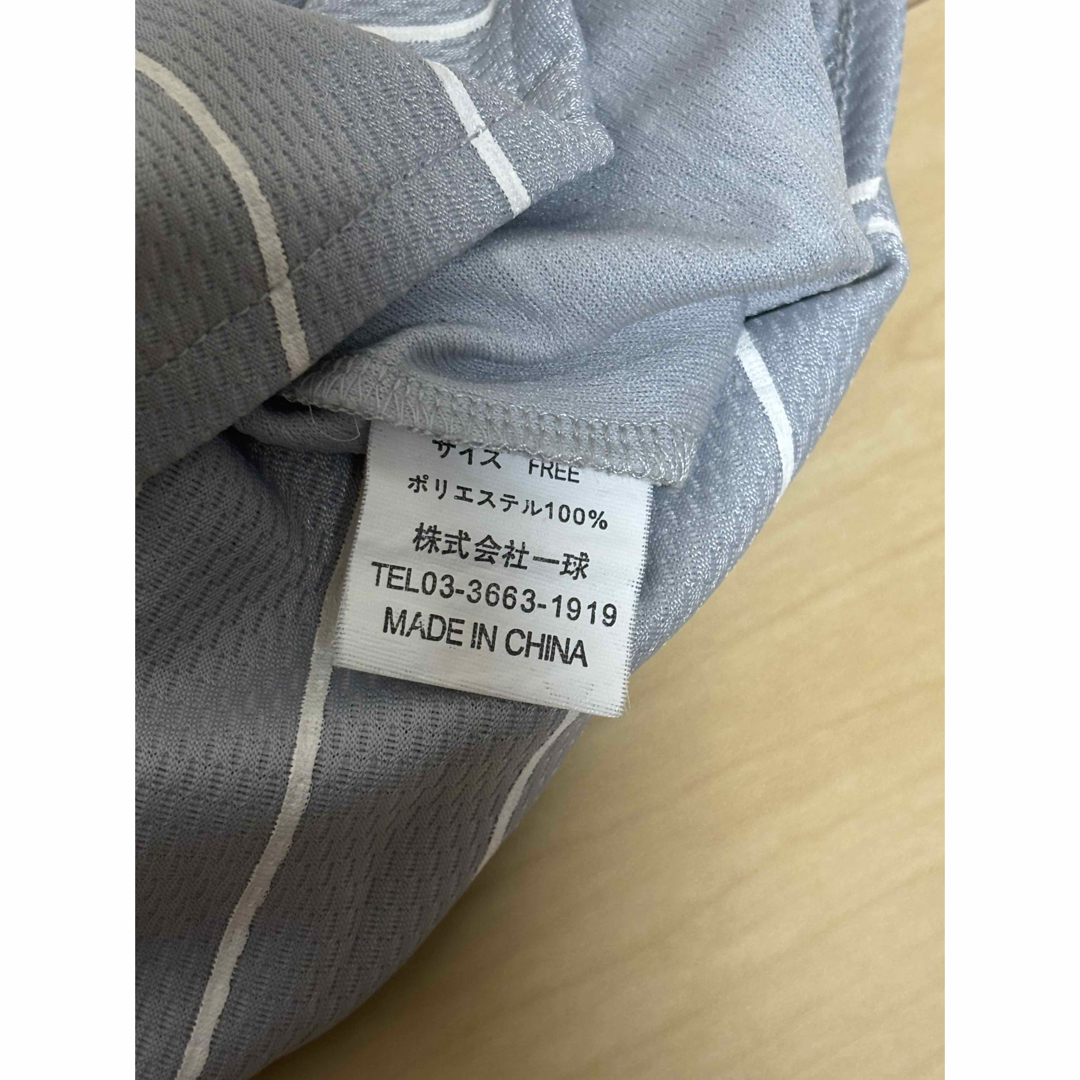 サイズ FREE
ポリエステル100%
株式会社一球
TEL03-3663-1919
MADE IN CHINA